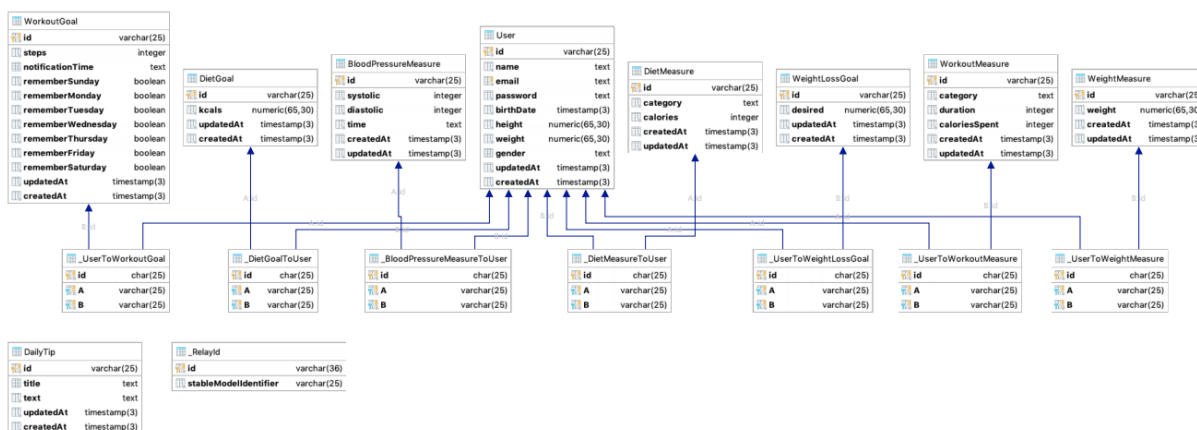 WorkoutGoal
id varchar(25)
steps integer
notificationTime text
rememberSunday boolean
rememberMonday boolean
rememberTuesday boolean
rememberWednesday boolean
rememberThursday boolean
rememberFriday boolean
rememberSaturday boolean
updatedAt timestamp(3)
createdAt timestamp(3)
DietGoal
id varchar(25)
kcals numeric(65,30)
updatedAt timestamp(3)
createdAt timestamp(3)
BloodPressureMeasure
id varchar(25)
systolic integer
diastolic integer
time text
createdAt timestamp(3)
updatedAt timestamp(3)
User
id varchar(25)
name text
email text
password text
birthDate timestamp(3)
height numeric(65,30)
weight numeric(65,30)
gender text
updatedAt timestamp(3)
createdAt timestamp(3)
DietMeasure
id varchar(25)
category text
calories integer
createdAt timestamp(3)
updatedAt timestamp(3)
WeightLossGoal
id varchar(25)
desired numeric(65,30)
updatedAt timestamp(3)
createdAt timestamp(3)
WorkoutMeasure
id varchar(25)
category text
duration integer
caloriesSpent integer
createdAt timestamp(3)
updatedAt timestamp(3)
WeightMeasure
id varchar(25)
weight numeric(65,30
createdAt timestamp(3
updatedAt timestamp(3
_UserToWorkoutGoal
id char(25)
A varchar(25)
B varchar(25)
_DietGoalToUser
id char(25)
A varchar(25)
B varchar(25)
_BloodPressureMeasureToUser
id char(25)
A varchar(25)
B varchar(25)
_DietMeasureToUser
id char(25)
A varchar(25)
B varchar(25)
_UserToWeightLossGoal
id char(25)
A varchar(25)
B varchar(25)
_UserToWorkoutMeasure
id char(25)
A varchar(25)
B varchar(25)
_UserToWeightMeasure
id char(25)
A varchar(25)
B varchar(25)
DailyTip
id varchar(25)
title text
text text
updatedAt timestamp(3)
createdAt timestamp(3)
_RelayId
id varchar(36)
stableModelIdentifier varchar(25)